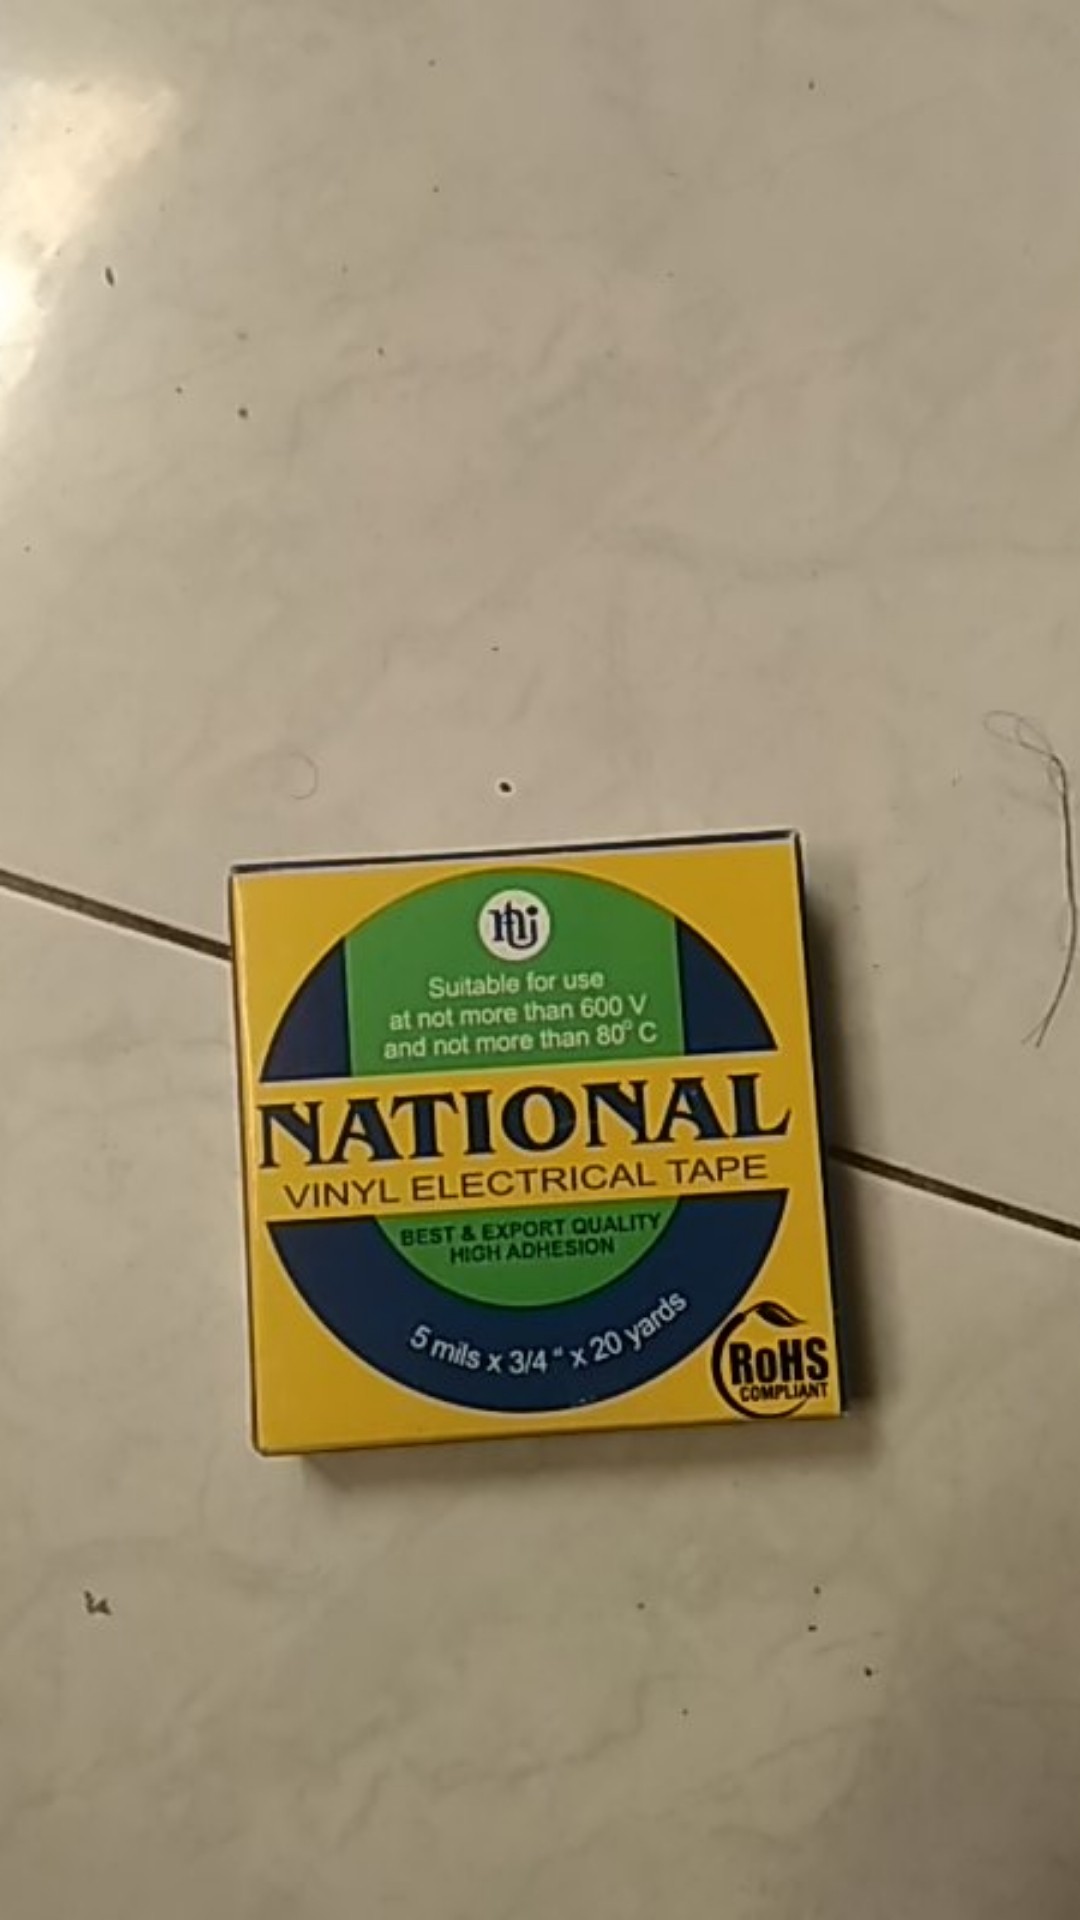 Suitable for use
at not more than 600 V
and not more than 80° C
NATIONAL
VINYL ELECTRICAL TAPE
BEST & EXPORT QUALITY
HIGH ADHESION
5 mils x 3/4 " x 20 yards
RoHS
COMPLIANT